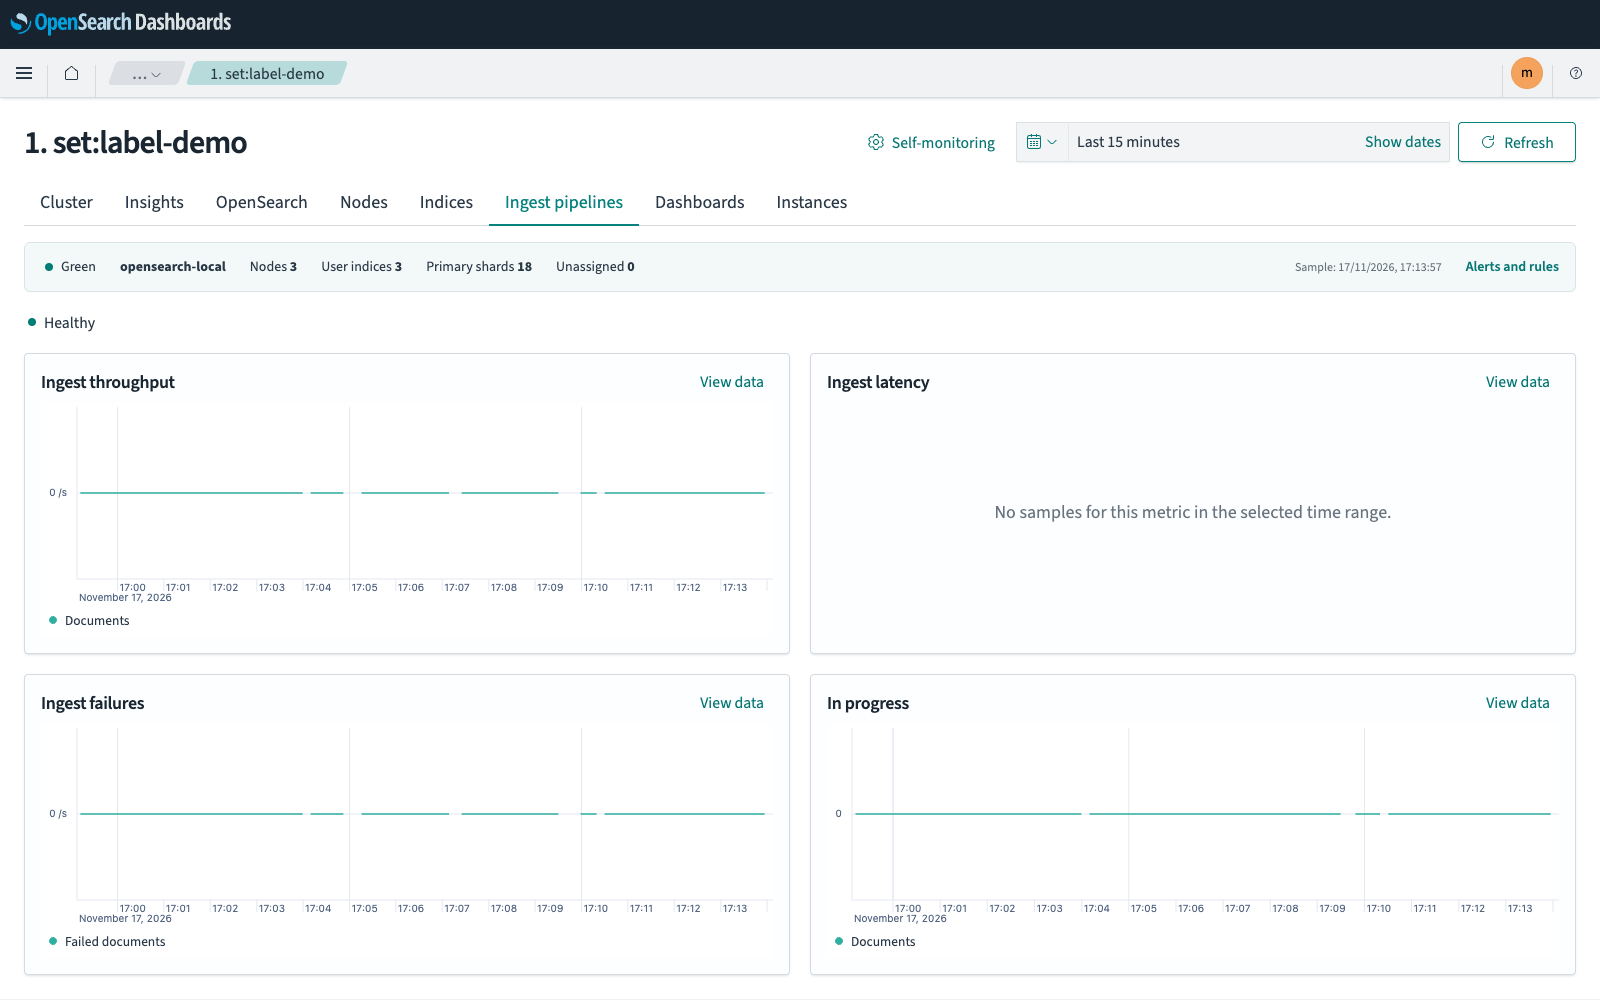 OpenSearch Dashboards
... 1. set:label-demo m
1. set:label-demo
Self-monitoring
Last 15 minutes
Show dates
Refresh
Cluster Insights OpenSearch Nodes Indices Ingest pipelines Dashboards Instances
Green opensearch-local Nodes 3 User indices 3 Primary shards 18 Unassigned 0 Sample: 17/11/2026, 17:13:57 Alerts and rules
Healthy
Ingest throughput View data
0 /s
17:00 17:01 17:02 17:03 17:04 17:05 17:06 17:07 17:08 17:09 17:10 17:11 17:12 17:13
November 17, 2026
Documents
Ingest latency View data
No samples for this metric in the selected time range.
Ingest failures View data
0 /s
17:00 17:01 17:02 17:03 17:04 17:05 17:06 17:07 17:08 17:09 17:10 17:11 17:12 17:13
November 17, 2026
Failed documents
In progress View data
0
17:00 17:01 17:02 17:03 17:04 17:05 17:06 17:07 17:08 17:09 17:10 17:11 17:12 17:13
November 17, 2026
Documents